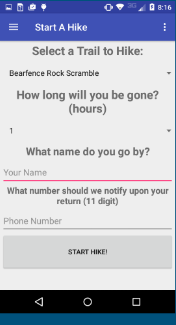 8:16
Start A Hike
Select a Trail to Hike:
Bearfence Rock Scramble
How long will you be gone?
(hours)
1
What name do you go by?
Your Name
What number should we notify upon your
return (11 digit)
Phone Number
START HIKE!